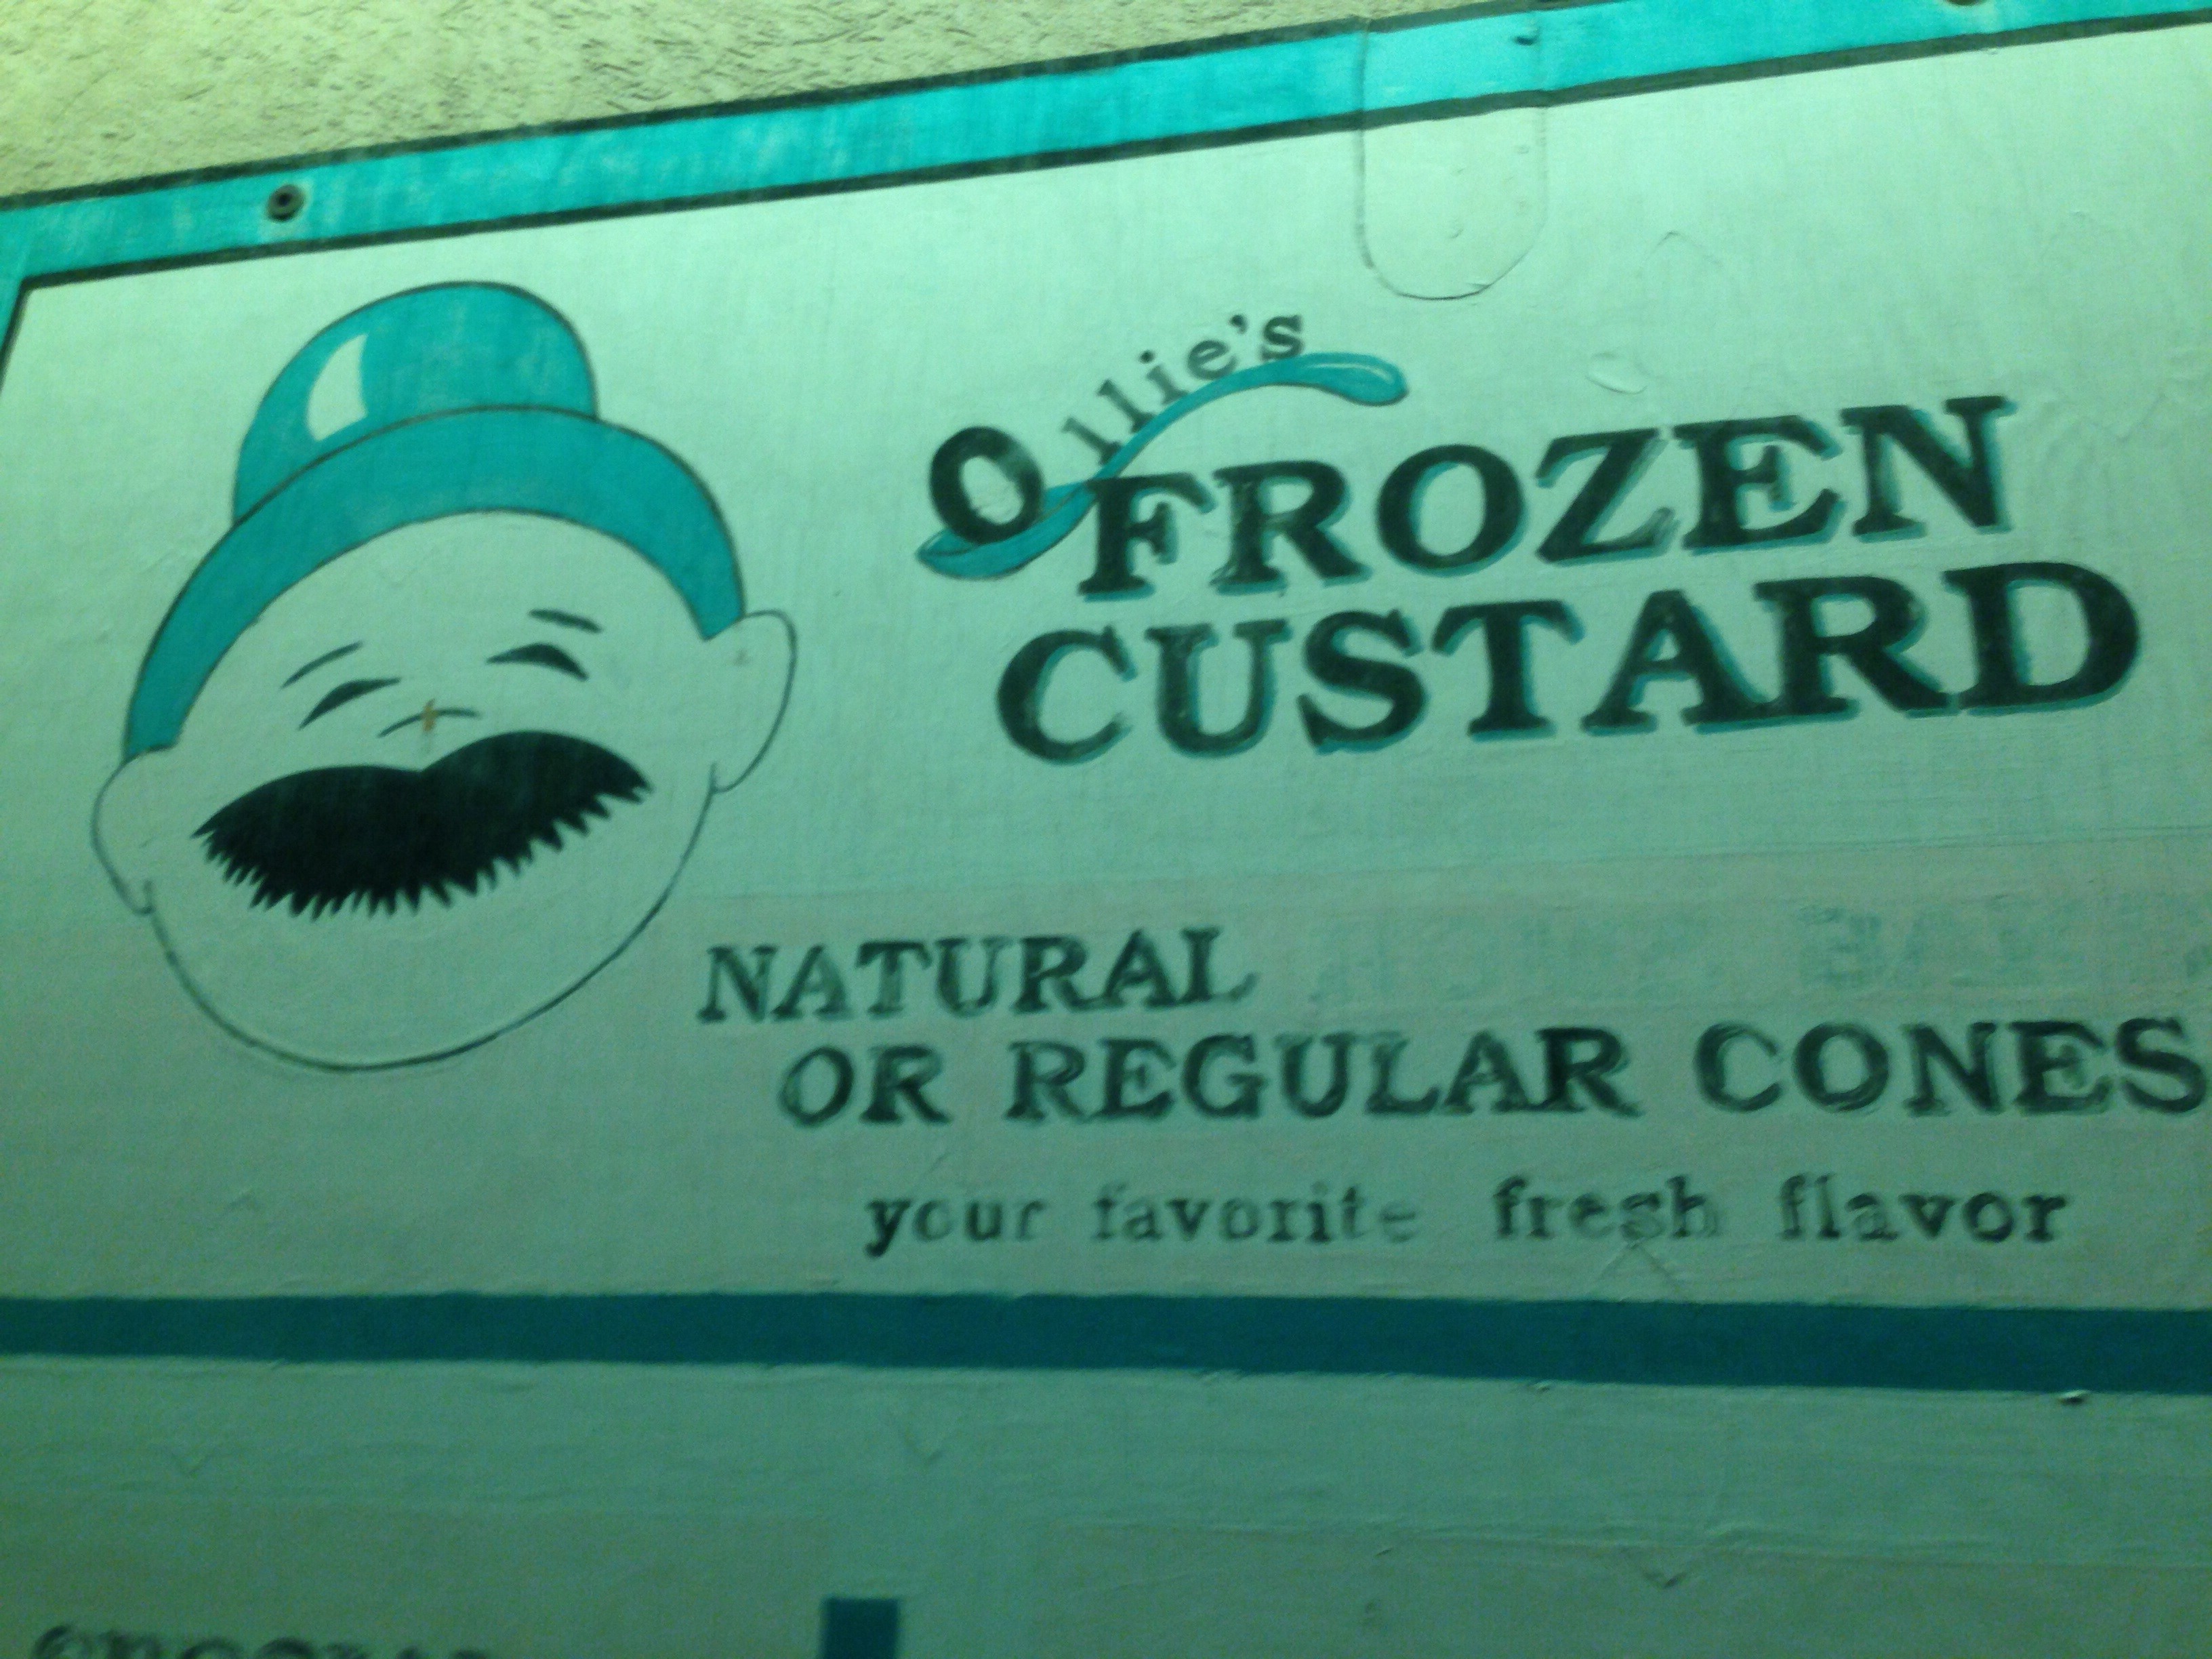 Ollie's
FROZEN
CUSTARD
NATURAL
OR REGULAR CONES
your favorite fresh flavor